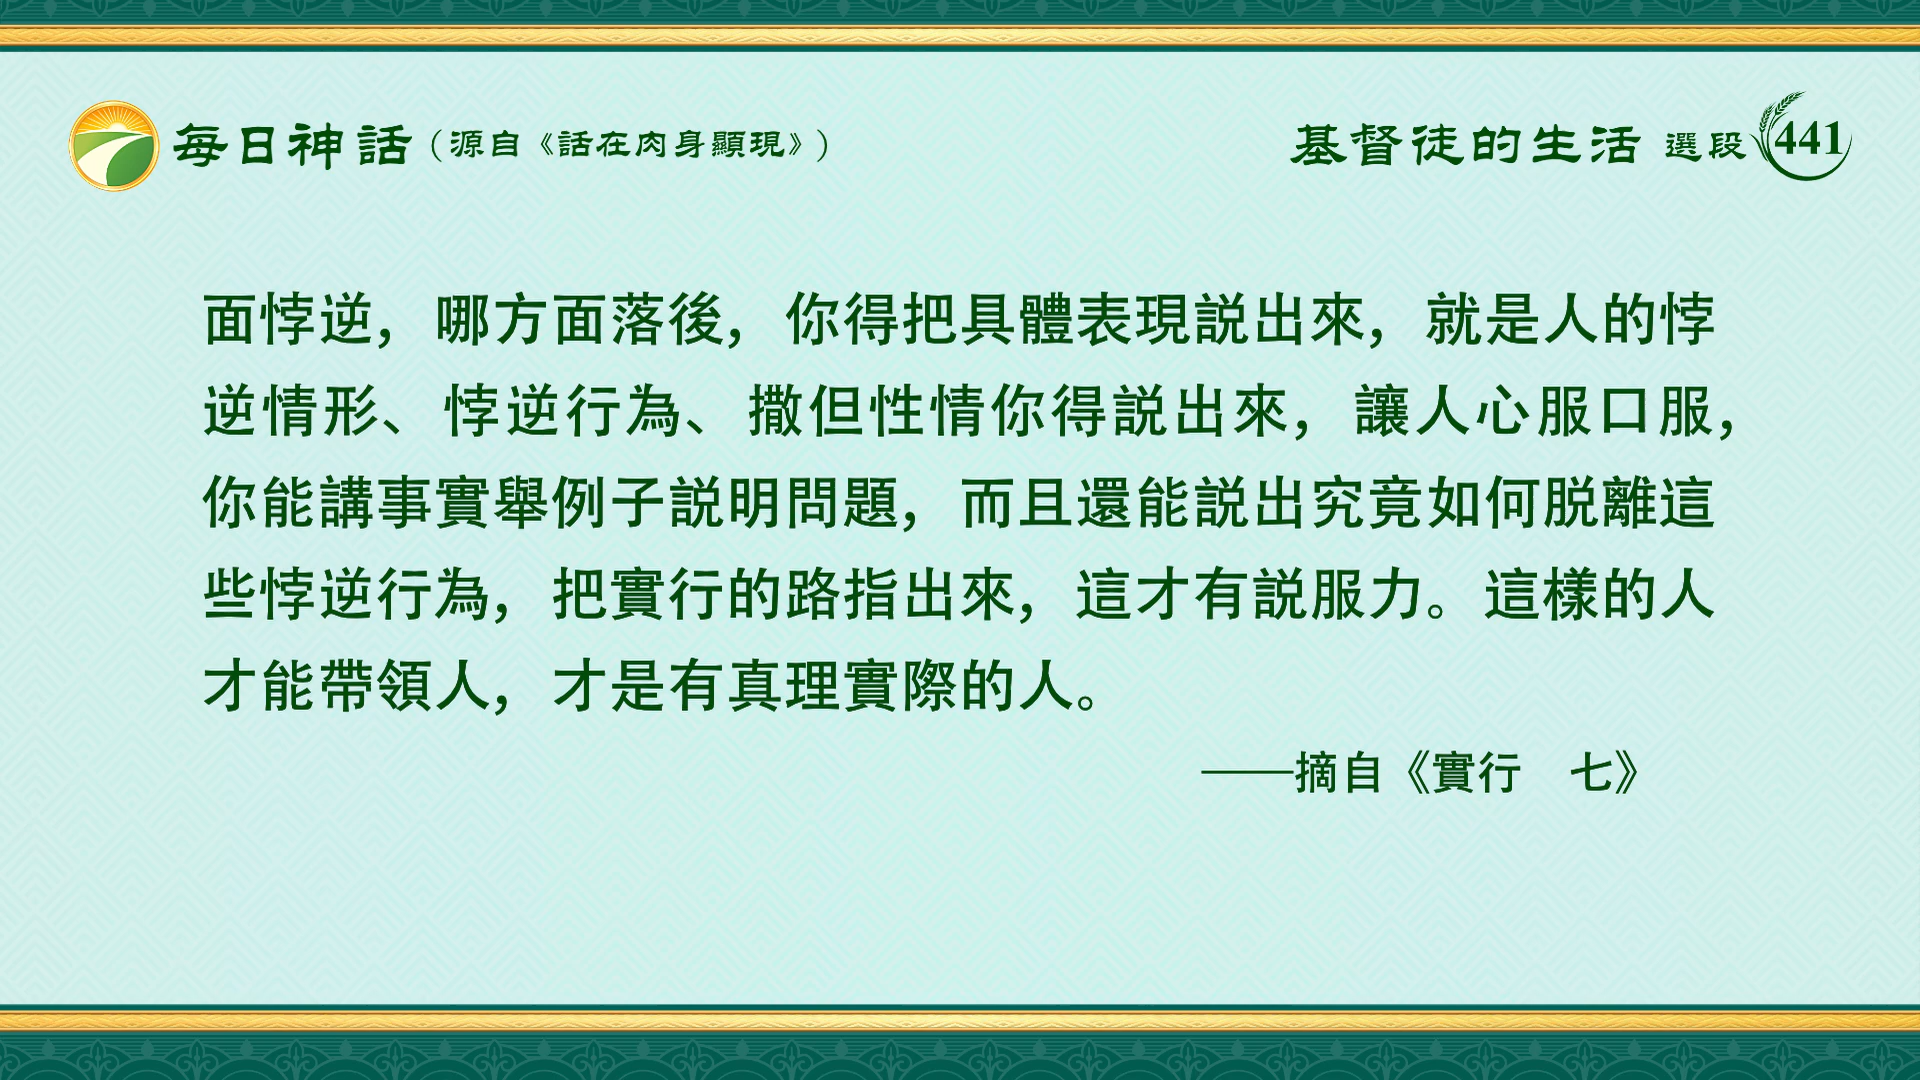 每日神話（源自《話在肉身顯現》）
基督徒的生活 選段 441
面悖逆，哪方面落後，你得把具體表現説出來，就是人的悖
逆情形、悖逆行為、撒但性情你得説出來，讓人心服口服，
你能講事實舉例子説明問題，而且還能説出究竟如何脱離這
些悖逆行為，把實行的路指出來，這才有説服力。這樣的人
才能帶領人，才是有真理實際的人。
——摘自《實行　七》